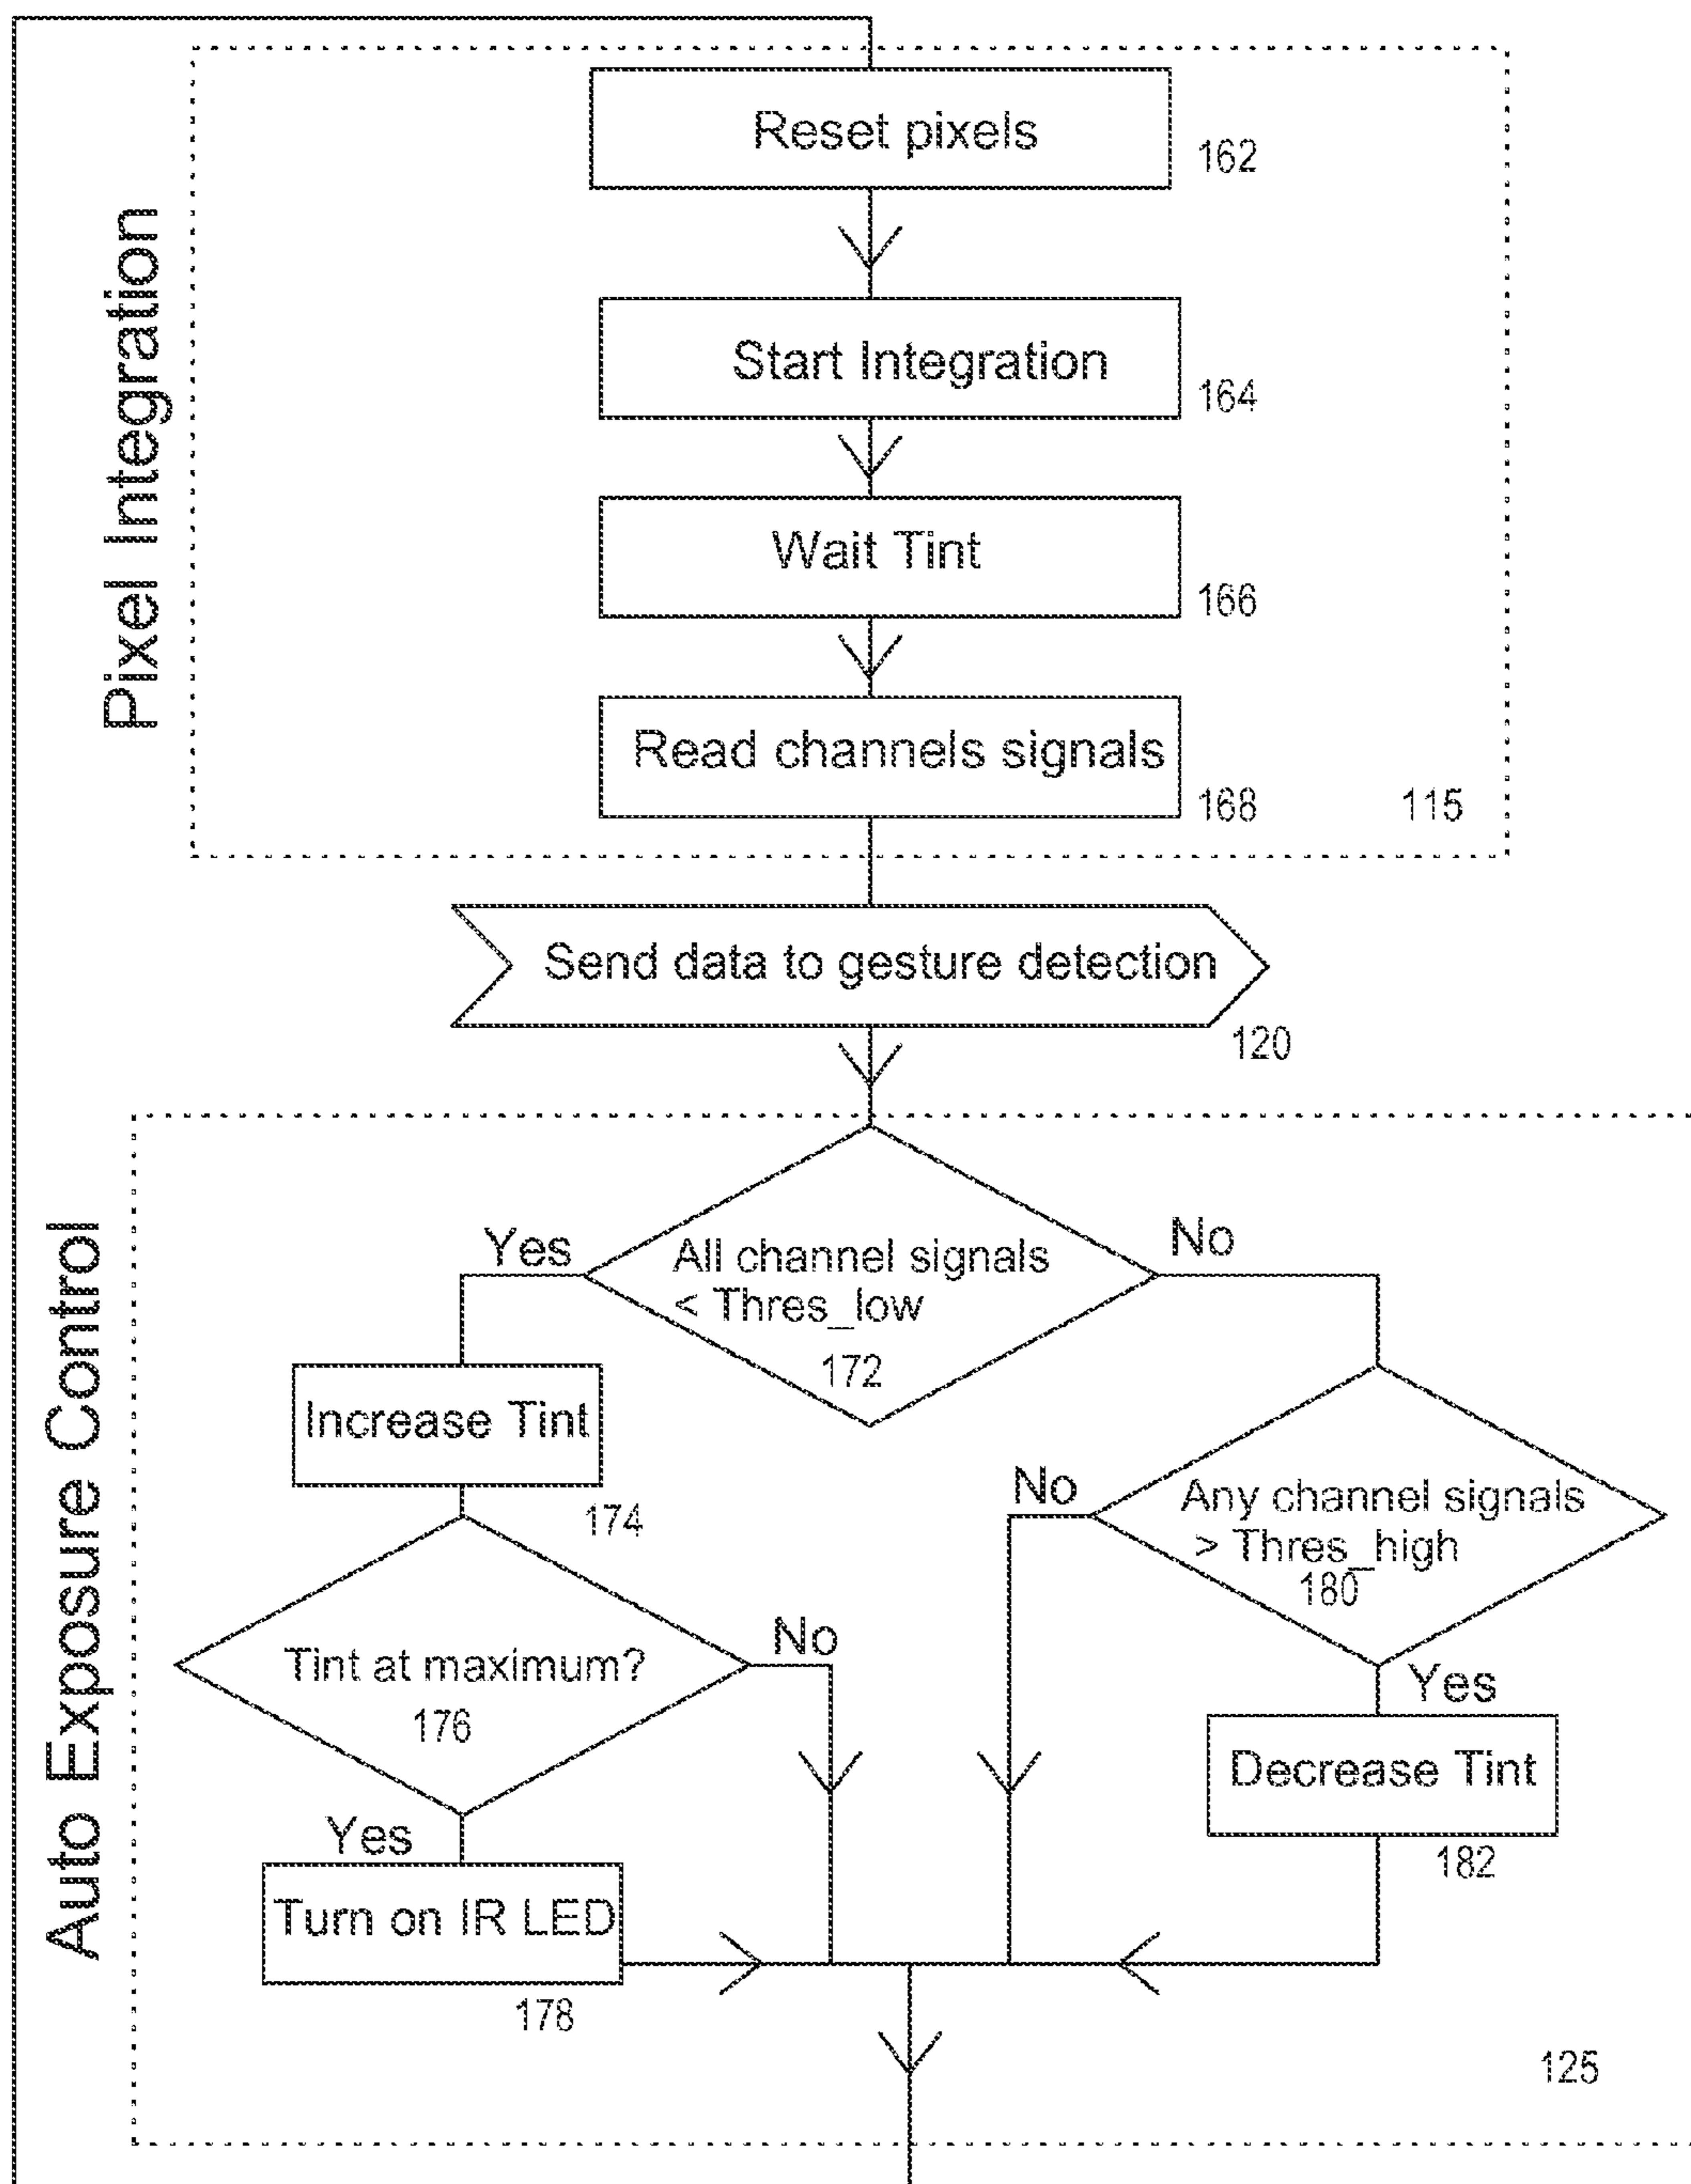 Pixel Integration
Reset pixels
162
Start Integration
164
Wait Tint
166
Read channels signals
168
115
Send data to gesture detection
120
Auto Exposure Control
Yes
No
All channel signals
< Thres_low
172
Increase Tint
174
No
Any channel signals
> Thres_high
180
Tint at maximum?
176
No
Yes
Decrease Tint
182
Yes
Turn on IR LED
178
125